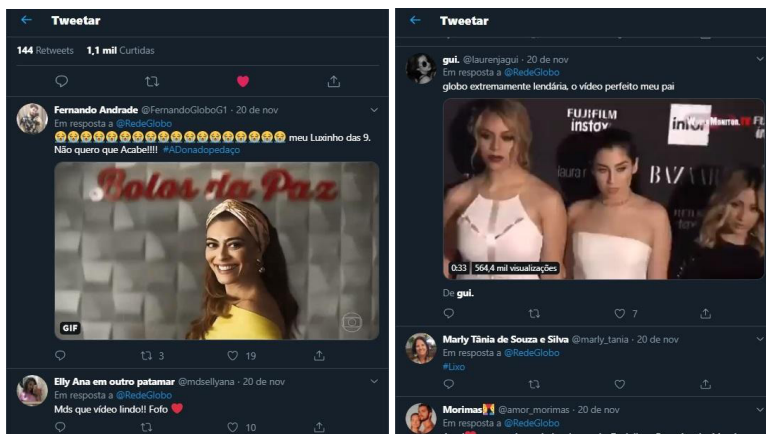 Tweetar
144 Retweets 1,1 mil Curtidas
Fernando Andrade @FernandoGloboG1 · 20 de nov
Em resposta a @RedeGlobo
meu Luxinho das 9.
Não quero que Acabe!!!! #ADonadopedaço
Bolos da Paz
GIF
3 19
Elly Ana em outro patamar @mdsellyana · 20 de nov
Em resposta a @RedeGlobo
Mds que vídeo lindo!! Fofo ❤
10
Tweetar
gui. @laurenjagui · 20 de nov
Em resposta a @RedeGlobo
globo extremamente lendária, o vídeo perfeito meu pai
FUJIFILM
instax
BAZAAR
0:33 564,4 mil visualizações
De gui.
7
Marly Tânia de Souza e Silva @marly_tania · 20 de nov
Em resposta a @RedeGlobo
#Lixo
Morimas @amor_morimas · 20 de nov
Em resposta a @RedeGlobo